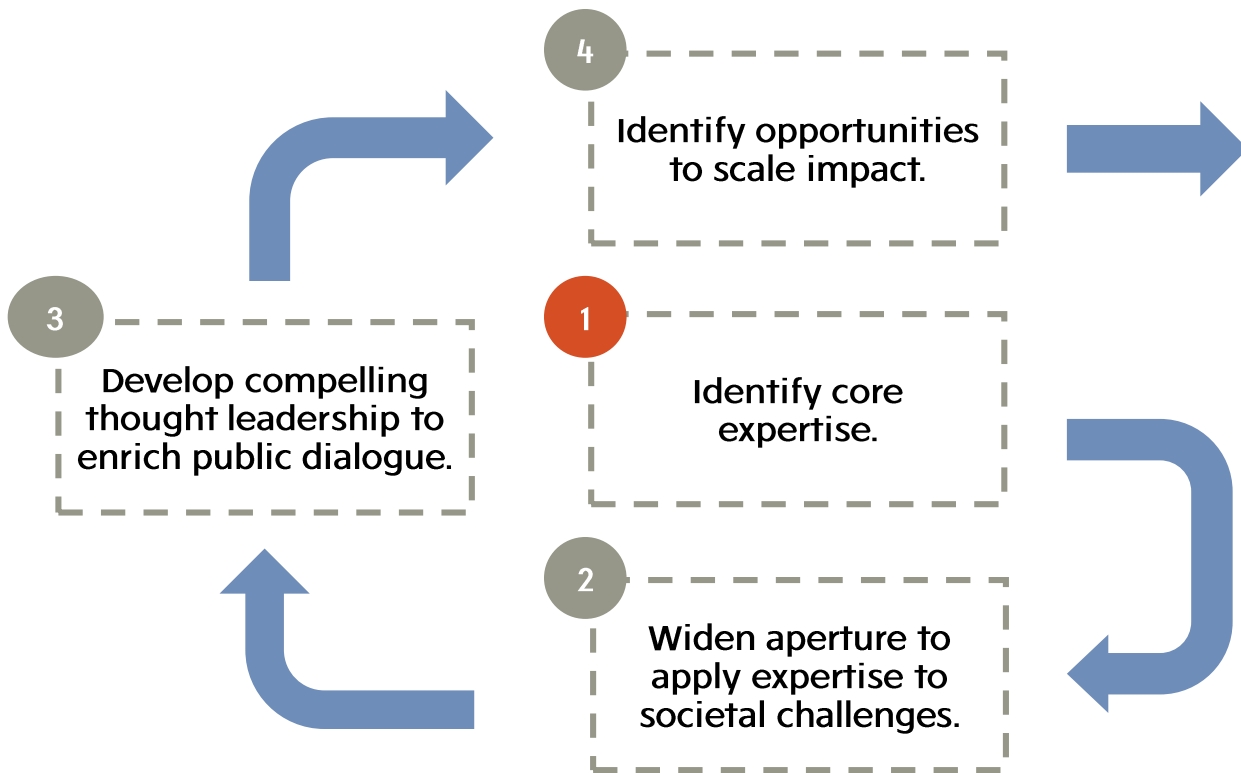 4
Identify opportunities
to scale impact.
3
Develop compelling
thought leadership to
enrich public dialogue.
1
Identify core
expertise.
2
Widen aperture to
apply expertise to
societal challenges.